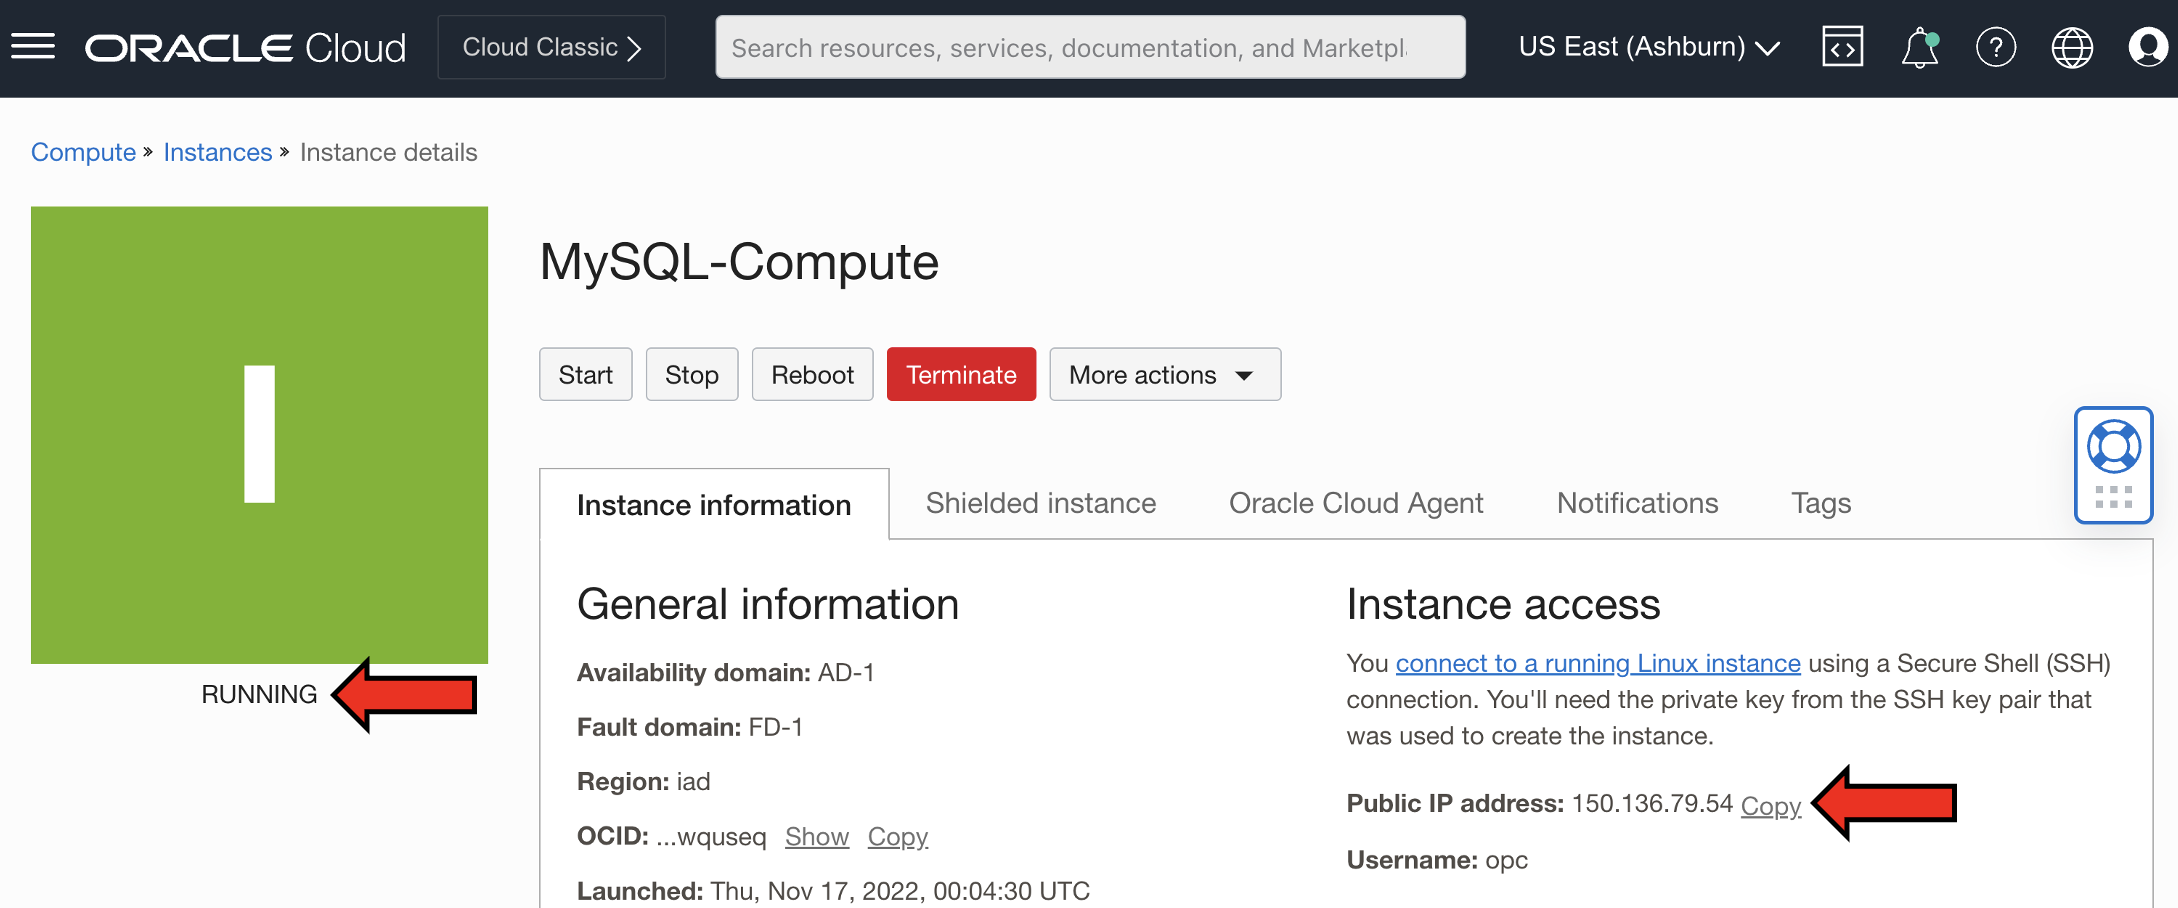 ORACLE Cloud
Cloud Classic
Search resources, services, documentation, and Marketpl
US East (Ashburn)
Compute » Instances » Instance details
I
RUNNING
MySQL-Compute
Start
Stop
Reboot
Terminate
More actions
Instance information
Shielded instance
Oracle Cloud Agent
Notifications
Tags
General information
Availability domain: AD-1
Fault domain: FD-1
Region: iad
OCID: ...wquseq Show Copy
Launched: Thu, Nov 17, 2022, 00:04:30 UTC
Instance access
You connect to a running Linux instance using a Secure Shell (SSH)
connection. You'll need the private key from the SSH key pair that
was used to create the instance.
Public IP address: 150.136.79.54 Copy
Username: opc